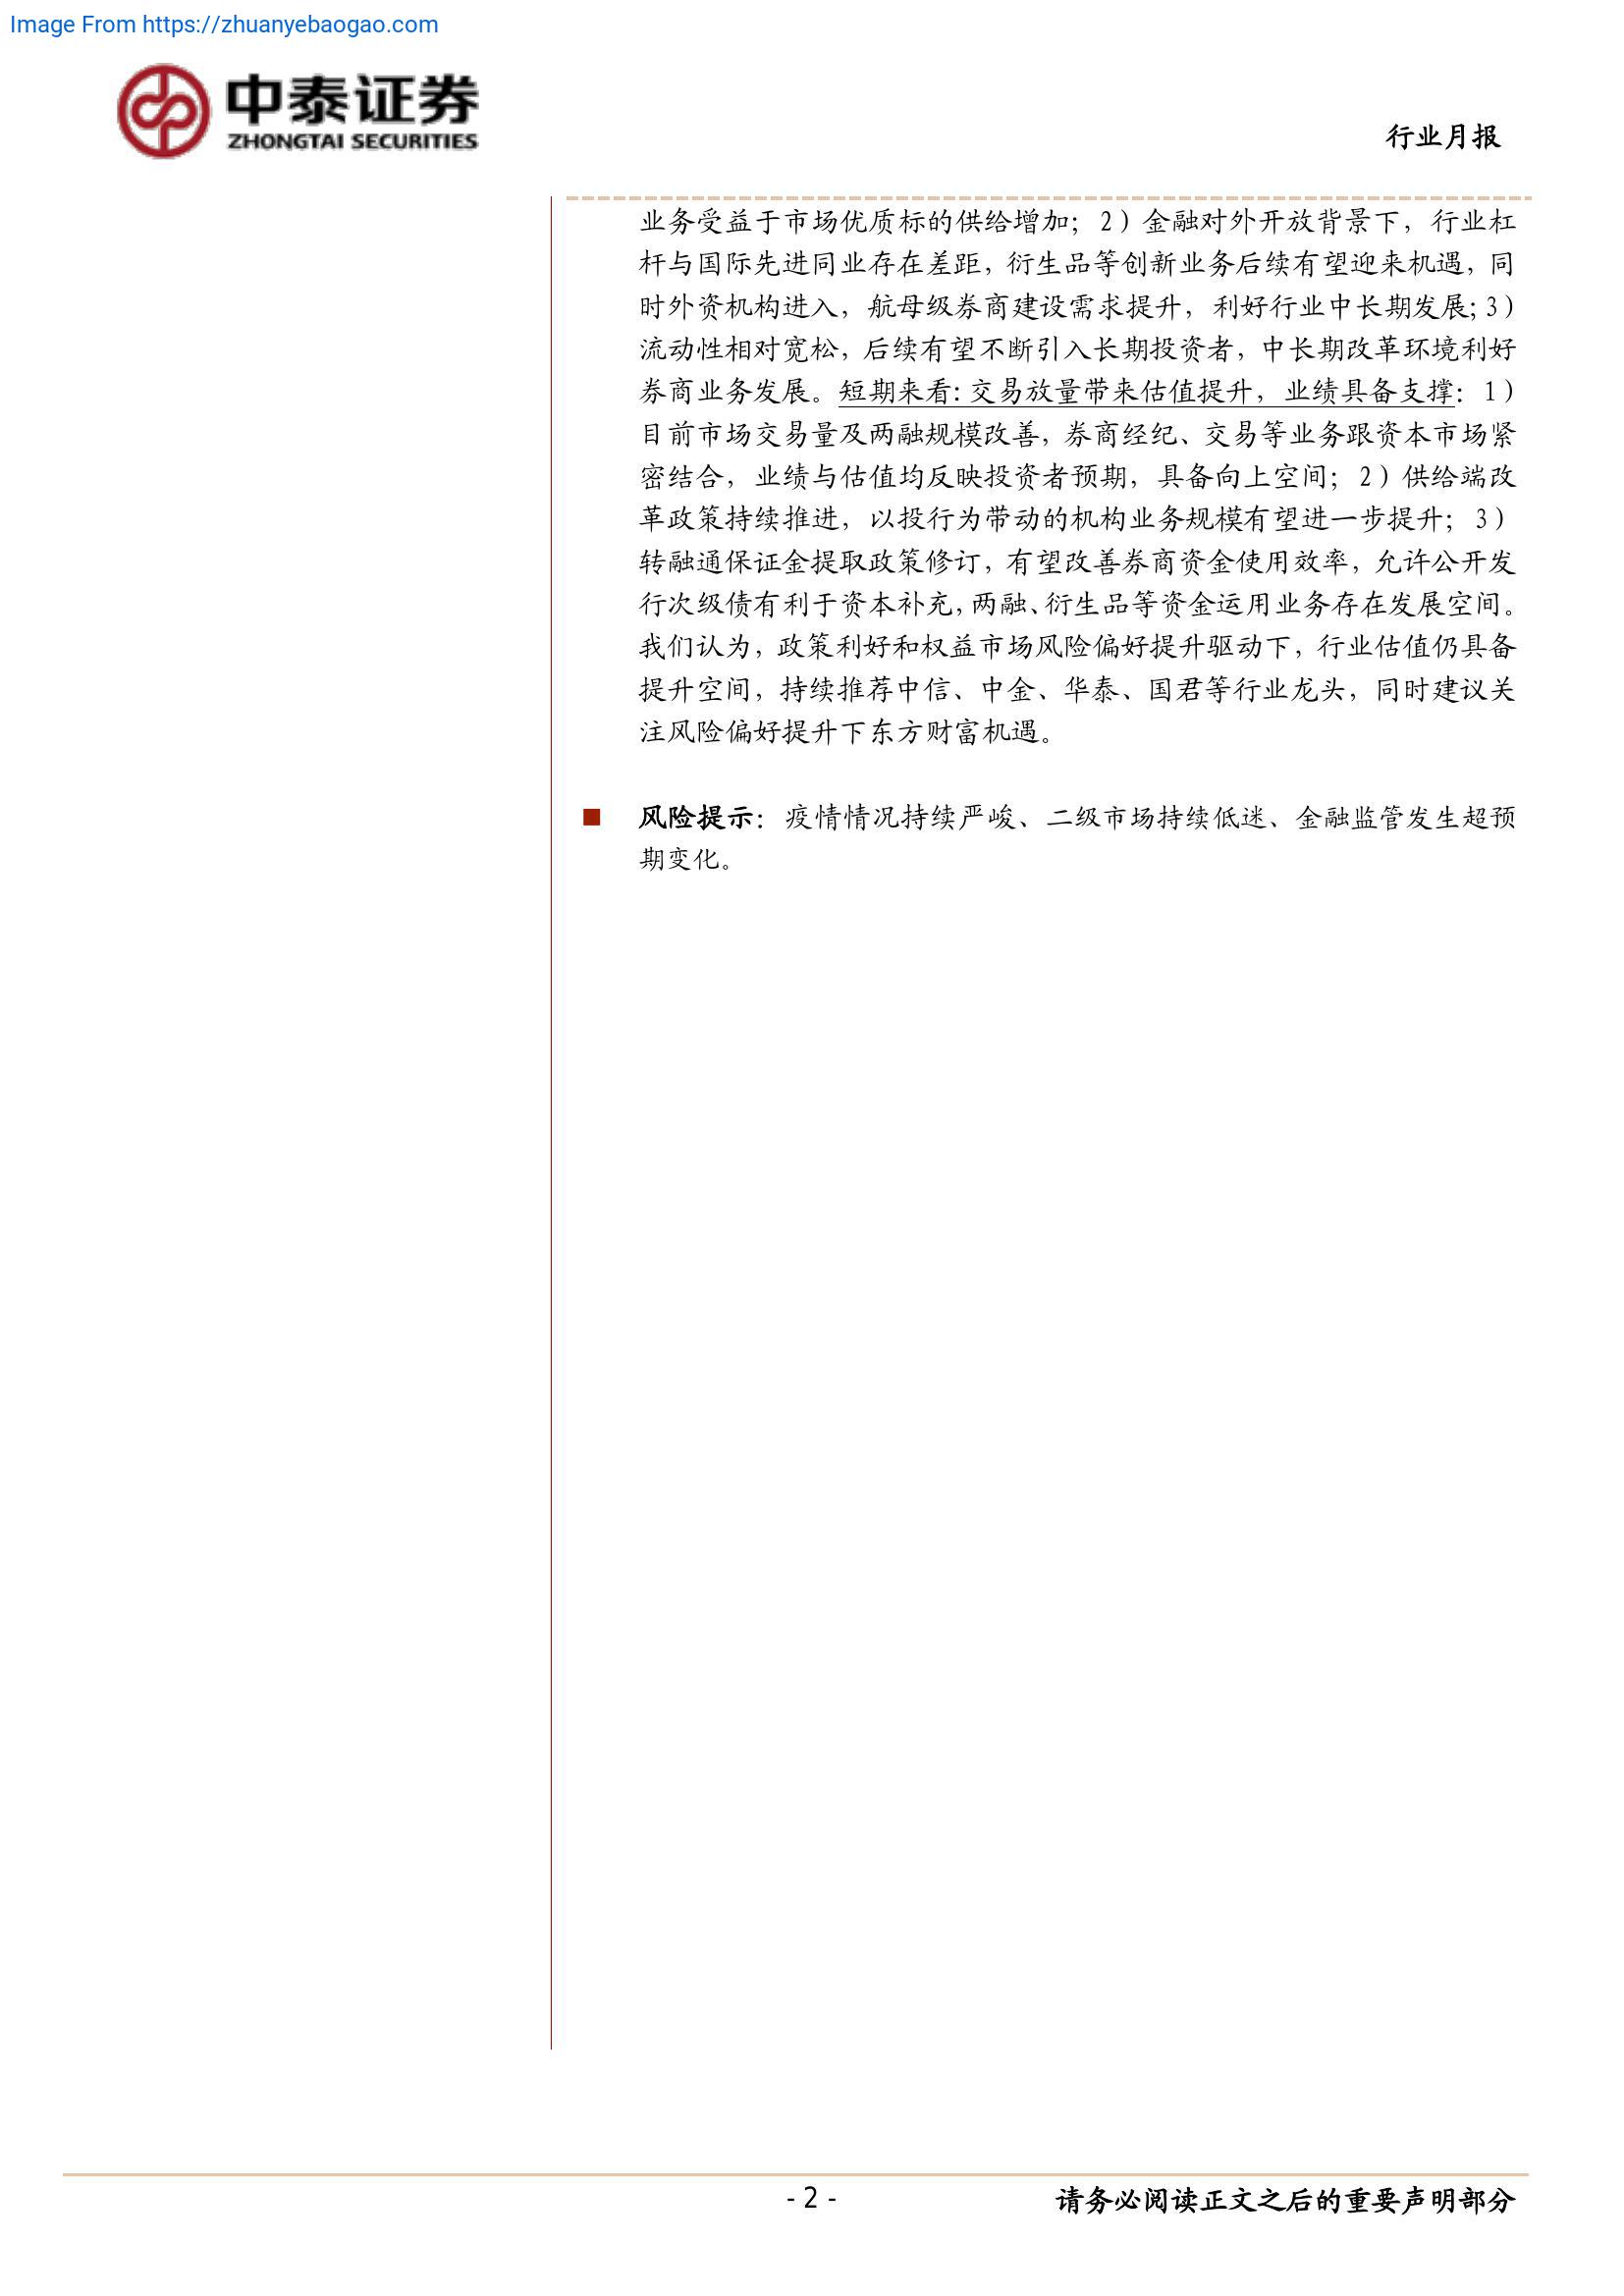 Image From https://zhuanyebaogao.com
中泰证券
ZHONGTAI SECURITIES
行业月报
业务受益于市场优质标的供给增加；2）金融对外开放背景下，行业杠
杆与国际先进同业存在差距，衍生品等创新业务后续有望迎来机遇，同
时外资机构进入，航母级券商建设需求提升，利好行业中长期发展；3）
流动性相对宽松，后续有望不断引入长期投资者，中长期改革环境利好
券商业务发展。短期来看：交易放量带来估值提升，业绩具备支撑：1）
目前市场交易量及两融规模改善，券商经纪、交易等业务跟资本市场紧
密结合，业绩与估值均反映投资者预期，具备向上空间；2）供给端改
革政策持续推进，以投行为带动的机构业务规模有望进一步提升；3）
转融通保证金提取政策修订，有望改善券商资金使用效率，允许公开发
行次级债有利于资本补充，两融、衍生品等资金运用业务存在发展空间。
我们认为，政策利好和权益市场风险偏好提升驱动下，行业估值仍具备
提升空间，持续推荐中信、中金、华泰、国君等行业龙头，同时建议关
注风险偏好提升下东方财富机遇。
■ 风险提示：疫情情况持续严峻、二级市场持续低迷、金融监管发生超预
期变化。
- 2 -
请务必阅读正文之后的重要声明部分